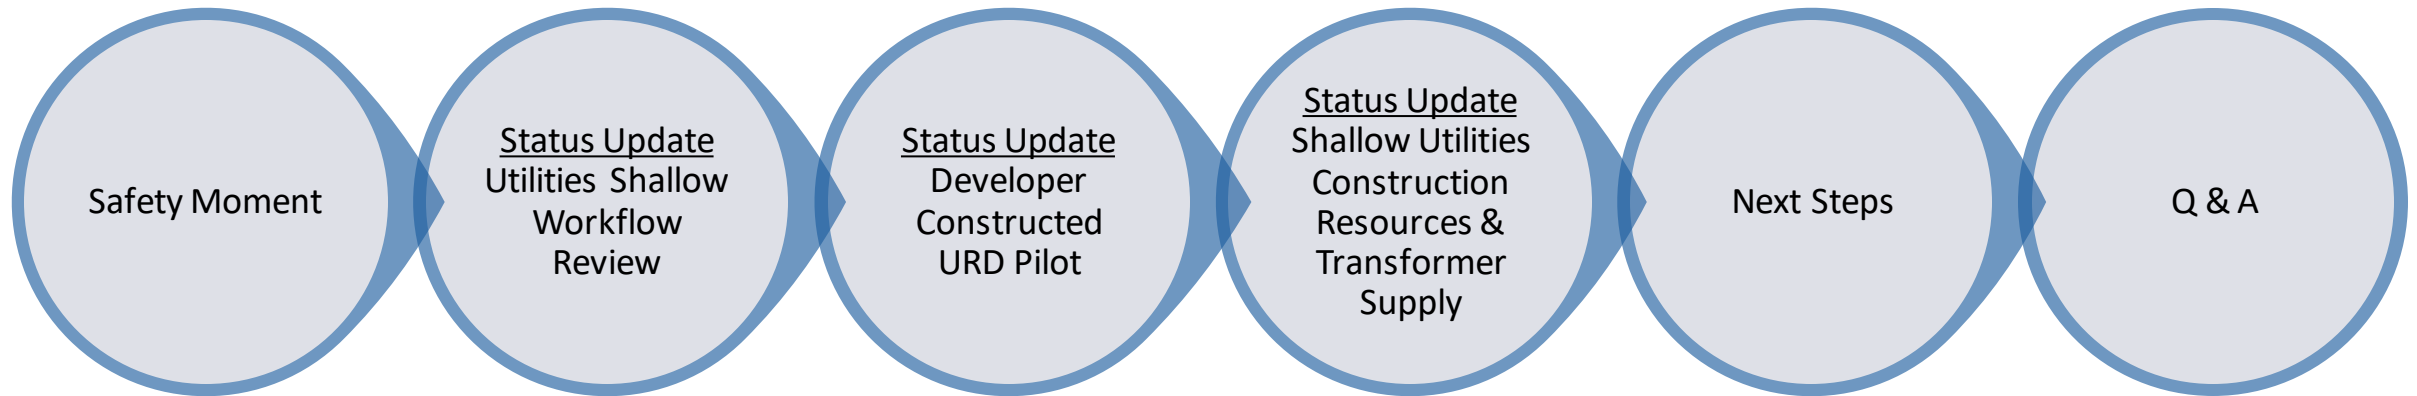 Safety Moment
Status Update
Utilities Shallow
Workflow
Review
Status Update
Developer
Constructed
URD Pilot
Status Update
Shallow Utilities
Construction
Resources &
Transformer
Supply
Next Steps
Q & A